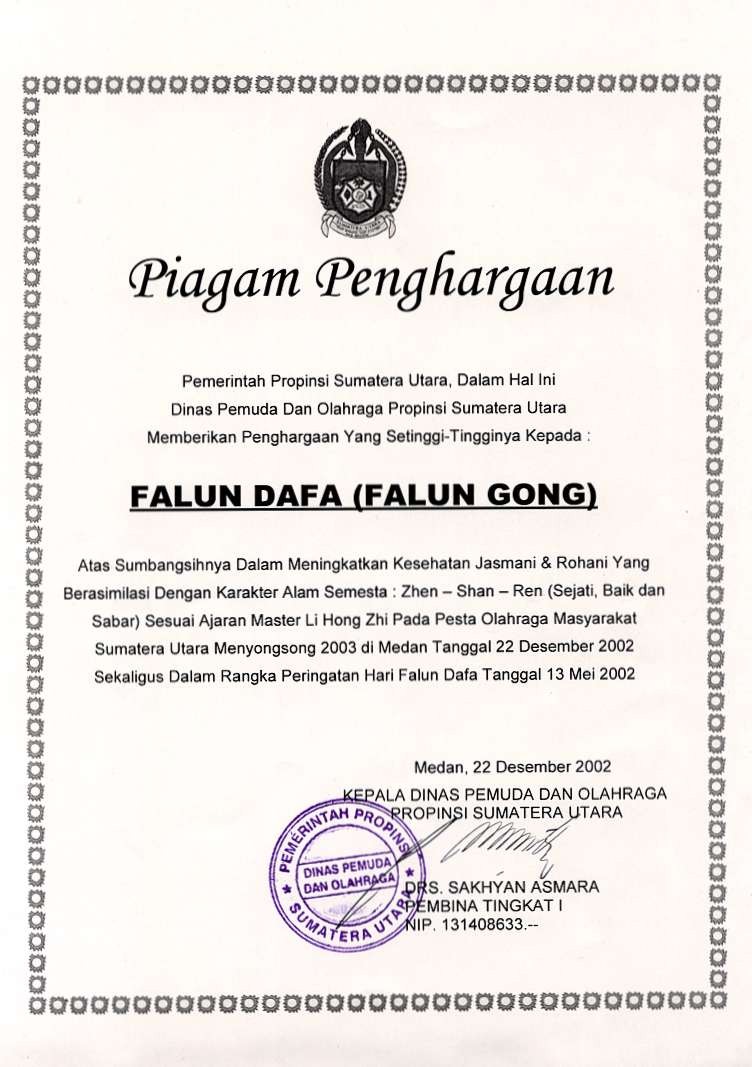 SUMATERA UTARA
Piagam Penghargaan
Pemerintah Propinsi Sumatera Utara, Dalam Hal Ini
Dinas Pemuda Dan Olahraga Propinsi Sumatera Utara
Memberikan Penghargaan Yang Setinggi-Tingginya Kepada :
FALUN DAFA (FALUN GONG)
Atas Sumbangsihnya Dalam Meningkatkan Kesehatan Jasmani & Rohani Yang
Berasimilasi Dengan Karakter Alam Semesta : Zhen – Shan – Ren (Sejati, Baik dan
Sabar) Sesuai Ajaran Master Li Hong Zhi Pada Pesta Olahraga Masyarakat
Sumatera Utara Menyongsong 2003 di Medan Tanggal 22 Desember 2002
Sekaligus Dalam Rangka Peringatan Hari Falun Dafa Tanggal 13 Mei 2002
Medan, 22 Desember 2002
KEPALA DINAS PEMUDA DAN OLAHRAGA
PROPINSI SUMATERA UTARA
PEMERINTAH PROPINSI
DINAS PEMUDA
DAN OLAHRAGA
SUMATERA UTARA
DRS. SAKHYAN ASMARA
PEMBINA TINGKAT I
NIP. 131408633.--